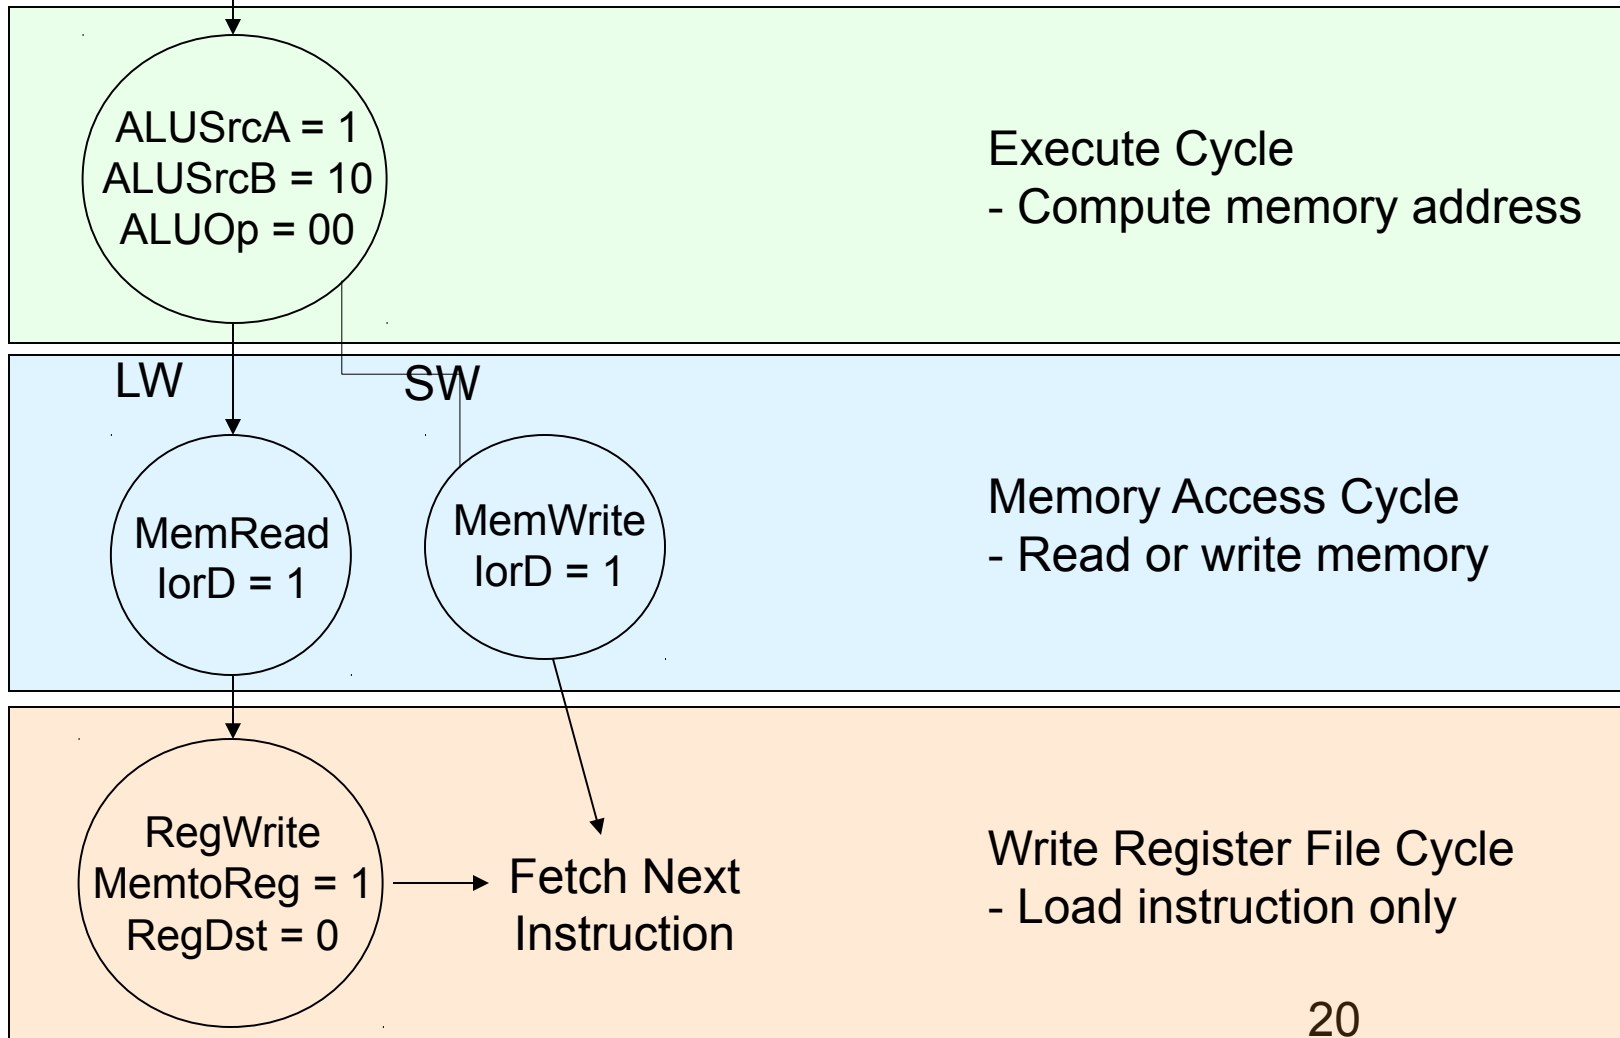 ALUSrcA = 1
ALUSrcB = 10
ALUOp = 00
Execute Cycle
- Compute memory address
LW
SW
MemRead
IorD = 1
MemWrite
IorD = 1
Memory Access Cycle
- Read or write memory
RegWrite
MemtoReg = 1
RegDst = 0
Fetch Next
Instruction
Write Register File Cycle
- Load instruction only
20